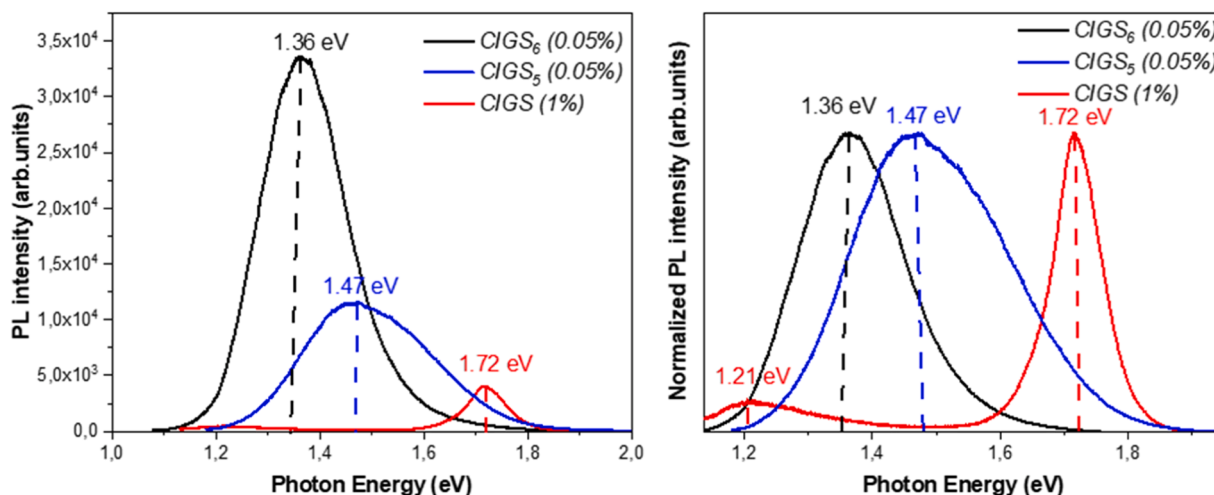 PL intensity (arb.units)
3,5x10⁴
3,0x10⁴
2,5x10⁴
2,0x10⁴
1,5x10⁴
1,0x10⁴
5,0x10³
0,0
1,0
1,2
1,4
1,6
1,8
2,0
Photon Energy (eV)
1.36 eV
1.47 eV
1.72 eV
CIGS₆ (0.05%)
CIGS₅ (0.05%)
CIGS (1%)
Normalized PL intensity (arb.units)
1,2
1,4
1,6
1,8
Photon Energy (eV)
1.36 eV
1.47 eV
1.72 eV
1.21 eV
CIGS₆ (0.05%)
CIGS₅ (0.05%)
CIGS (1%)